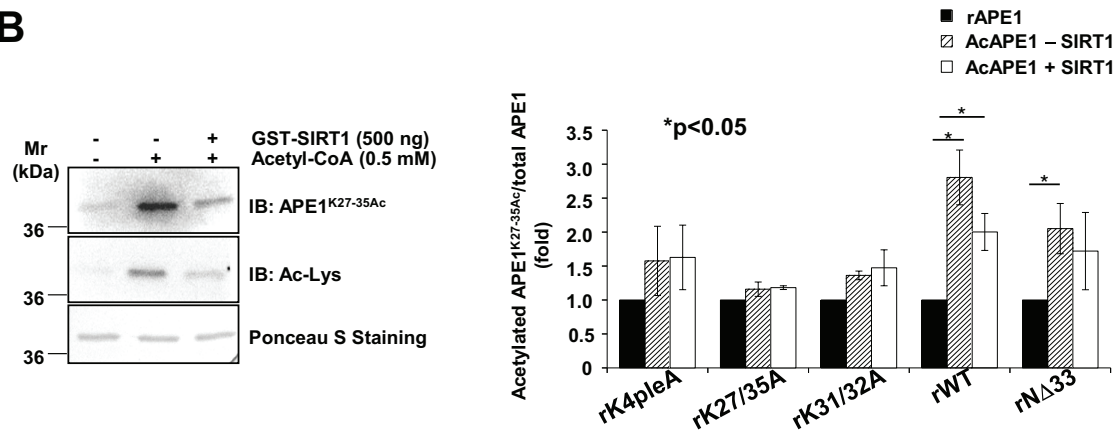 B
Mr
(kDa)
- - + GST-SIRT1 (500 ng)
- + + Acetyl-CoA (0.5 mM)
IB: APE1K27-35Ac
36
IB: Ac-Lys
36
Ponceau S Staining
36
rAPE1
AcAPE1 – SIRT1
AcAPE1 + SIRT1
Acetylated APE1K27-35Ac/total APE1
(fold)
*p<0.05
3.5
3.0
2.5
2.0
1.5
1.0
0.5
0
* * *
rK4pleA rK27/35A rK31/32A rWT rNΔ33